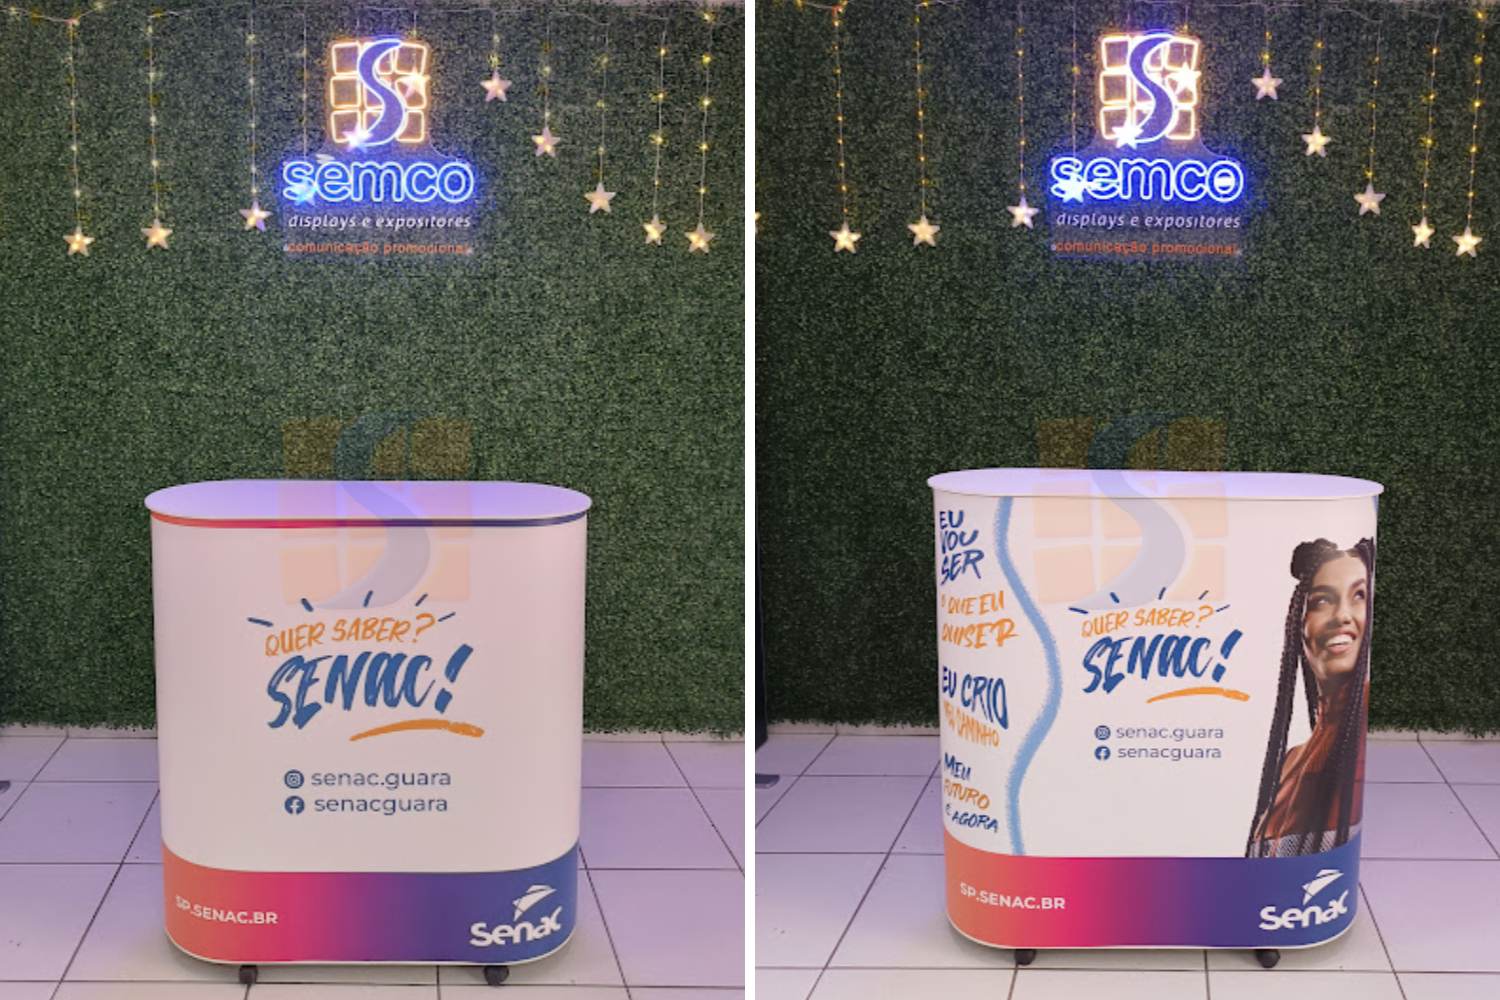 semco
displays e expositores
comunicação promocional
QUER SABER?
SENAC!
senac.guara
senacguara
SP.SENAC.BR
Senac
semco
displays e expositores
comunicação promocional
EU
VOU
SER
O QUE EU
QUISER
EU CRIO
MEU CAMINHO
MEU
FUTURO
É AGORA
QUER SABER?
SENAC!
senac.guara
senacguara
SP.SENAC.BR
Senac